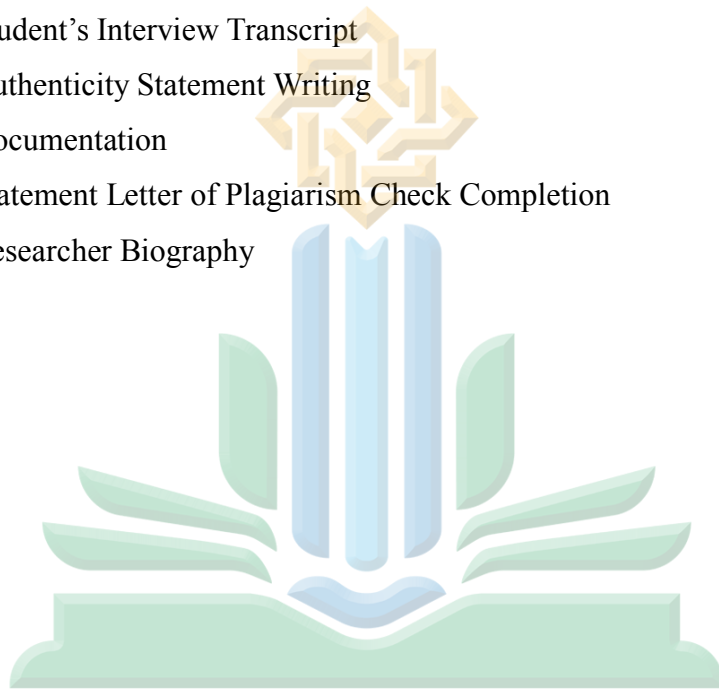 udent’s Interview Transcript
uthenticity Statement Writing
ocumentation
atement Letter of Plagiarism Check Completion
esearcher Biography